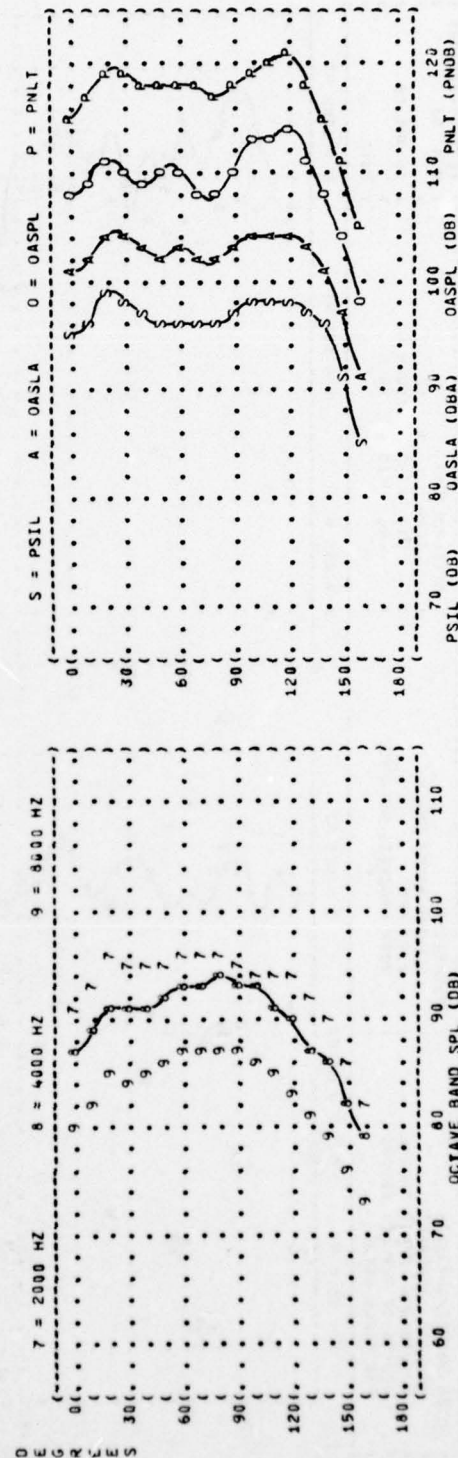 7 = 2000 HZ 8 = 4000 HZ 9 = 8000 HZ
DEGREES
0
30
60
90
120
150
180
60 70 80 90 100 110
OCTAVE BAND SPL (DB)
S = PSIL A = OASLA O = OASPL P = PNLT
0
30
60
90
120
150
180
70 80 90 100 110 120
PSIL (DB) OASLA (DBA) OASPL (DB) PNLT (PNDB)